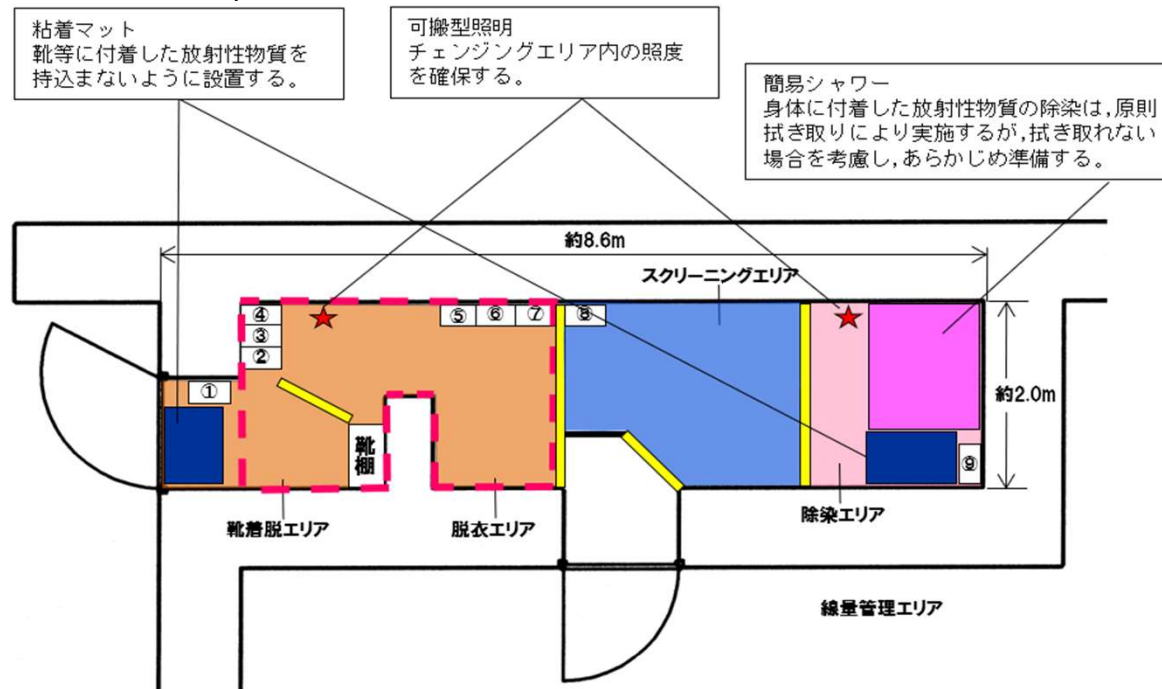 粘着マット
靴等に付着した放射性物質を
持込まないように設置する。
可搬型照明
チェンジングエリア内の照度
を確保する。
簡易シャワー
身体に付着した放射性物質の除染は,原則
拭き取りにより実施するが,拭き取れない
場合を考慮し,あらかじめ準備する。
約8.6m
スクリーニングエリア
④
③
②
①
⑤ ⑥ ⑦ ⑧
約2.0m
靴棚
⑨
靴着脱エリア
脱衣エリア
除染エリア
線量管理エリア